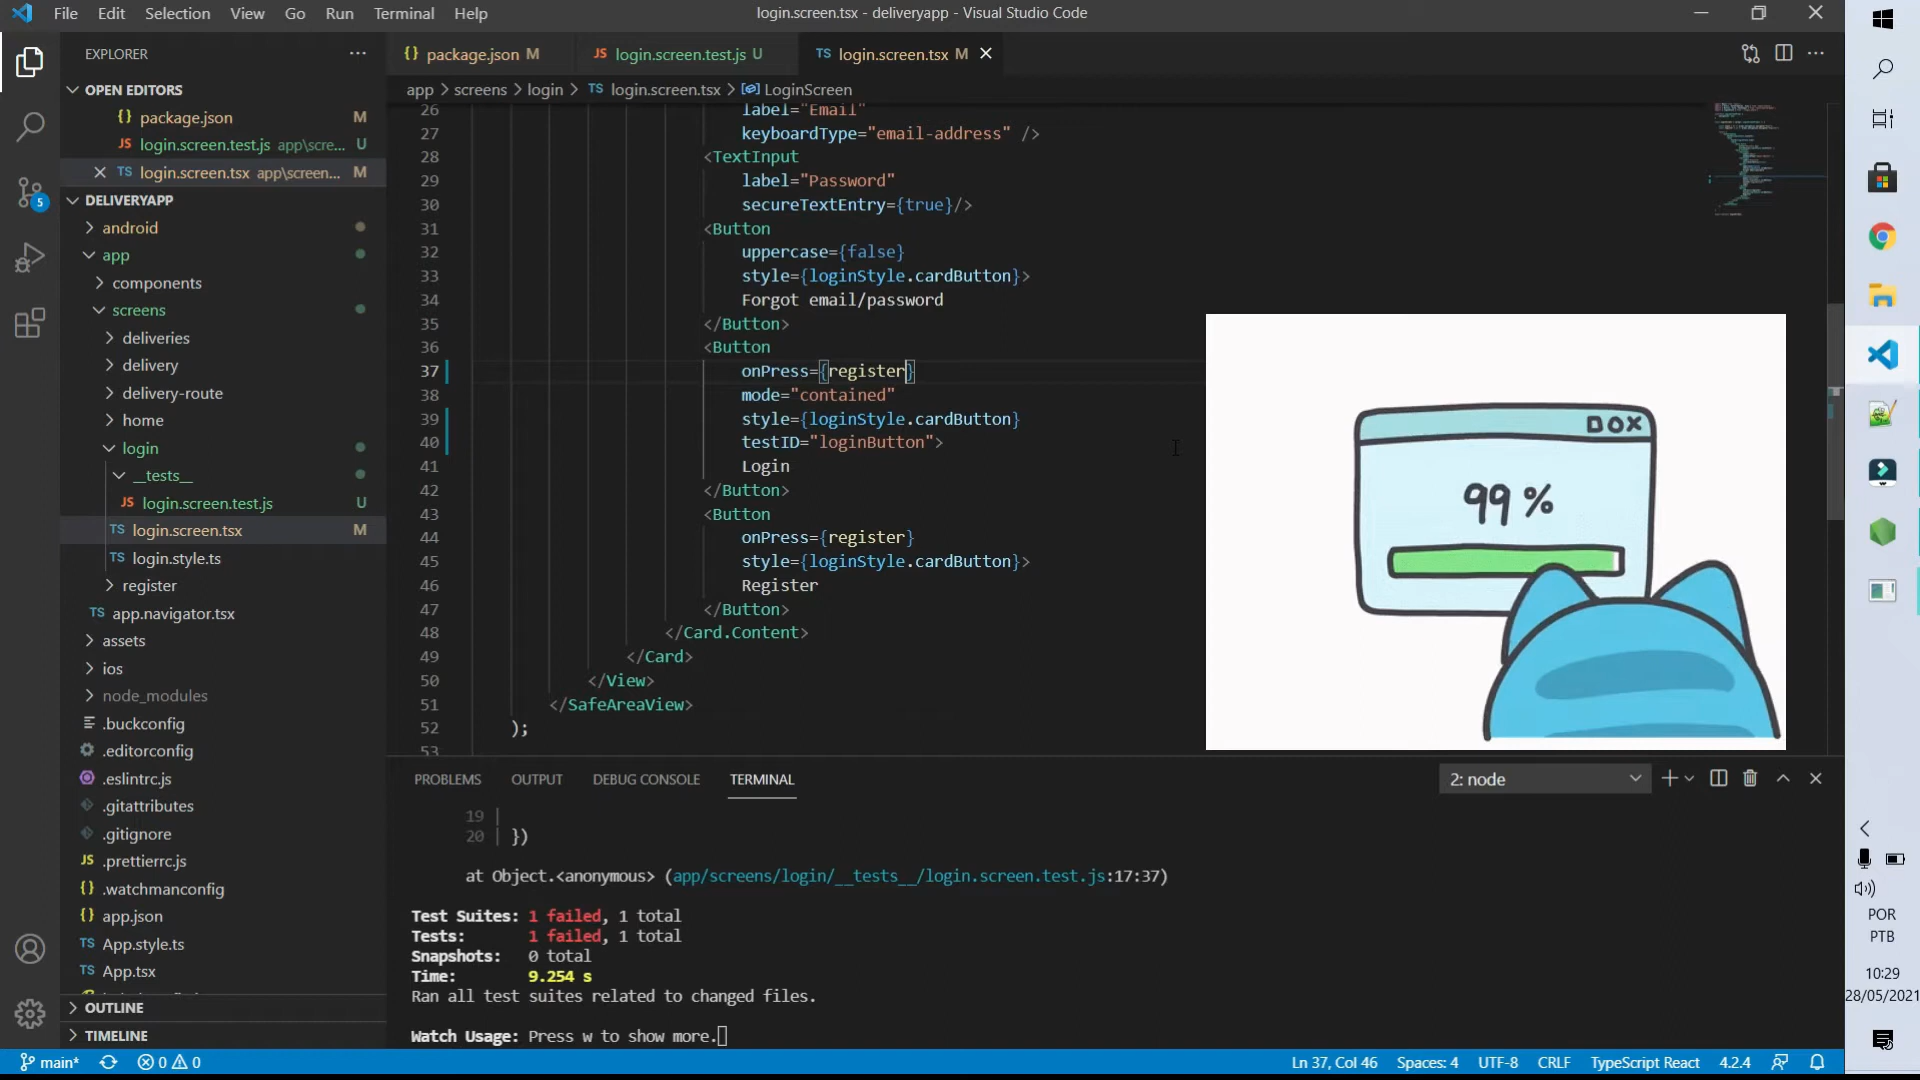 File Edit Selection View Go Run Terminal Help
login.screen.tsx - deliveryapp - Visual Studio Code
EXPLORER
OPEN EDITORS
{} package.json M
JS login.screen.test.js app\scre... U
TS login.screen.tsx app\screen... M
5
DELIVERYAPP
android
app
components
screens
deliveries
delivery
delivery-route
home
login
__tests__
JS login.screen.test.js U
TS login.screen.tsx M
TS login.style.ts
register
TS app.navigator.tsx
assets
ios
node_modules
.buckconfig
.editorconfig
.eslintrc.js
.gitattributes
.gitignore
JS .prettierrc.js
{} .watchmanconfig
{} app.json
TS App.style.ts
TS App.tsx
OUTLINE
TIMELINE
{} package.json M
JS login.screen.test.js U
TS login.screen.tsx M
app > screens > login > TS login.screen.tsx > LoginScreen
26 label="Email"
27 keyboardType="email-address" />
28 <TextInput
29 label="Password"
30 secureTextEntry={true}/>
31 <Button
32 uppercase={false}
33 style={loginStyle.cardButton}>
34 Forgot email/password
35 </Button>
36 <Button
37 onPress={register}
38 mode="contained"
39 style={loginStyle.cardButton}
40 testID="loginButton">
41 Login
42 </Button>
43 <Button
44 onPress={register}
45 style={loginStyle.cardButton}>
46 Register
47 </Button>
48 </Card.Content>
49 </Card>
50 </View>
51 </SafeAreaView>
52 );
53
99 %
PROBLEMS OUTPUT DEBUG CONSOLE TERMINAL
2: node
19 |
20 | })
at Object.<anonymous> (app/screens/login/__tests__/login.screen.test.js:17:37)
Test Suites: 1 failed, 1 total
Tests: 1 failed, 1 total
Snapshots: 0 total
Time: 9.254 s
Ran all test suites related to changed files.
Watch Usage: Press w to show more.
main* 0 0
Ln 37, Col 46 Spaces: 4 UTF-8 CRLF TypeScript React 4.2.4
POR
PTB
10:29
28/05/2021